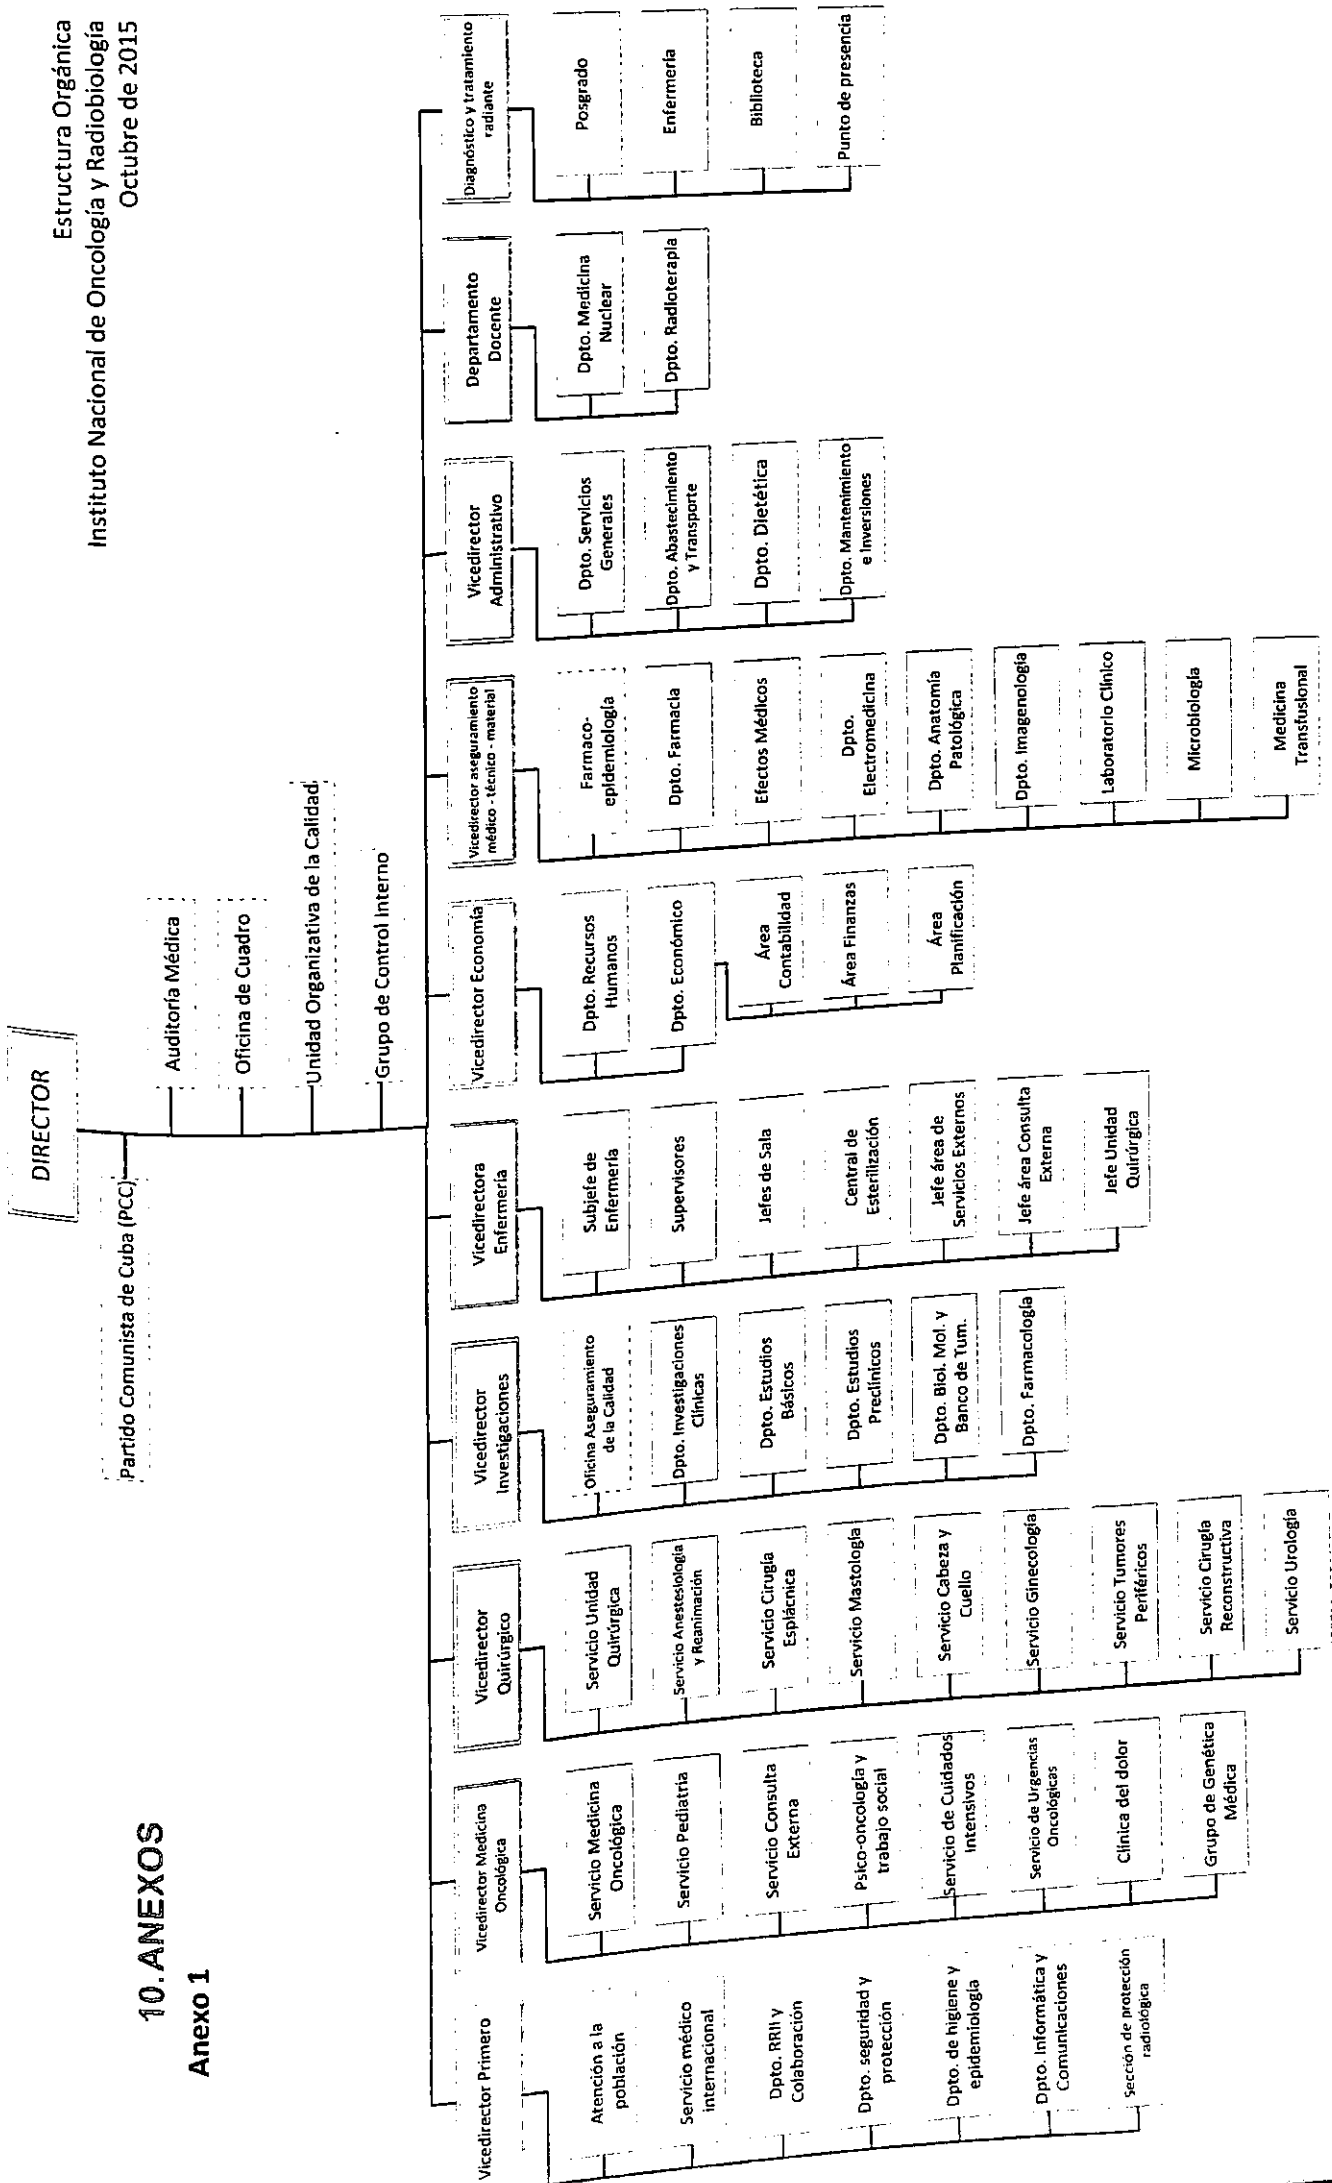 10. ANEXOS
Anexo 1
Estructura Orgánica
Instituto Nacional de Oncología y Radiobiología
Octubre de 2015
DIRECTOR
Partido Comunista de Cuba (PCC)
Auditoría Médica
Oficina de Cuadro
Unidad Organizativa de la Calidad
Grupo de Control Interno
Vicedirector Primero
Atención a la
población
Servicio médico
internacional
Dpto. RRII y
Colaboración
Dpto. seguridad y
protección
Dpto. de higiene y
epidemiología
Dpto. Informática y
Comunicaciones
Sección de protección
radiológica
Vicedirector Medicina
Oncológica
Servicio Medicina
Oncológica
Servicio Pediatría
Servicio Consulta
Externa
Psico-oncología y
trabajo social
Servicio de Cuidados
Intensivos
Servicio de Urgencias
Oncológicas
Clínica del dolor
Grupo de Genética
Médica
Vicedirector
Quirúrgico
Servicio Unidad
Quirúrgica
Servicio Anestesiología
y Reanimación
Servicio Cirugía
Esplácnica
Servicio Mastología
Servicio Cabeza y
Cuello
Servicio Ginecología
Servicio Tumores
Periféricos
Servicio Cirugía
Reconstructiva
Servicio Urología
Vicedirector
Investigaciones
Oficina Aseguramiento
de la Calidad
Dpto. Investigaciones
Clínicas
Dpto. Estudios
Básicos
Dpto. Estudios
Preclínicos
Dpto. Biol. Mol. y
Banco de Tum.
Dpto. Farmacología
Vicedirectora
Enfermería
Subjefe de
Enfermería
Supervisores
Jefes de Sala
Central de
Esterilización
Jefe área de
Servicios Externos
Jefe área Consulta
Externa
Jefe Unidad
Quirúrgica
Vicedirector Economía
Dpto. Recursos
Humanos
Dpto. Económico
Área
Contabilidad
Área Finanzas
Área
Planificación
Vicedirector aseguramiento
médico - técnico - material
Farmaco-
epidemiología
Dpto. Farmacia
Efectos Médicos
Dpto.
Electromedicina
Dpto. Anatomía
Patológica
Dpto. Imagenología
Laboratorio Clínico
Microbiología
Medicina
Transfusional
Vicedirector
Administrativo
Dpto. Servicios
Generales
Dpto. Abastecimiento
y Transporte
Dpto. Dietética
Dpto. Mantenimiento
e Inversiones
Departamento
Docente
Dpto. Medicina
Nuclear
Dpto. Radioterapia
Diagnóstico y tratamiento
radiante
Posgrado
Enfermería
Biblioteca
Punto de presencia